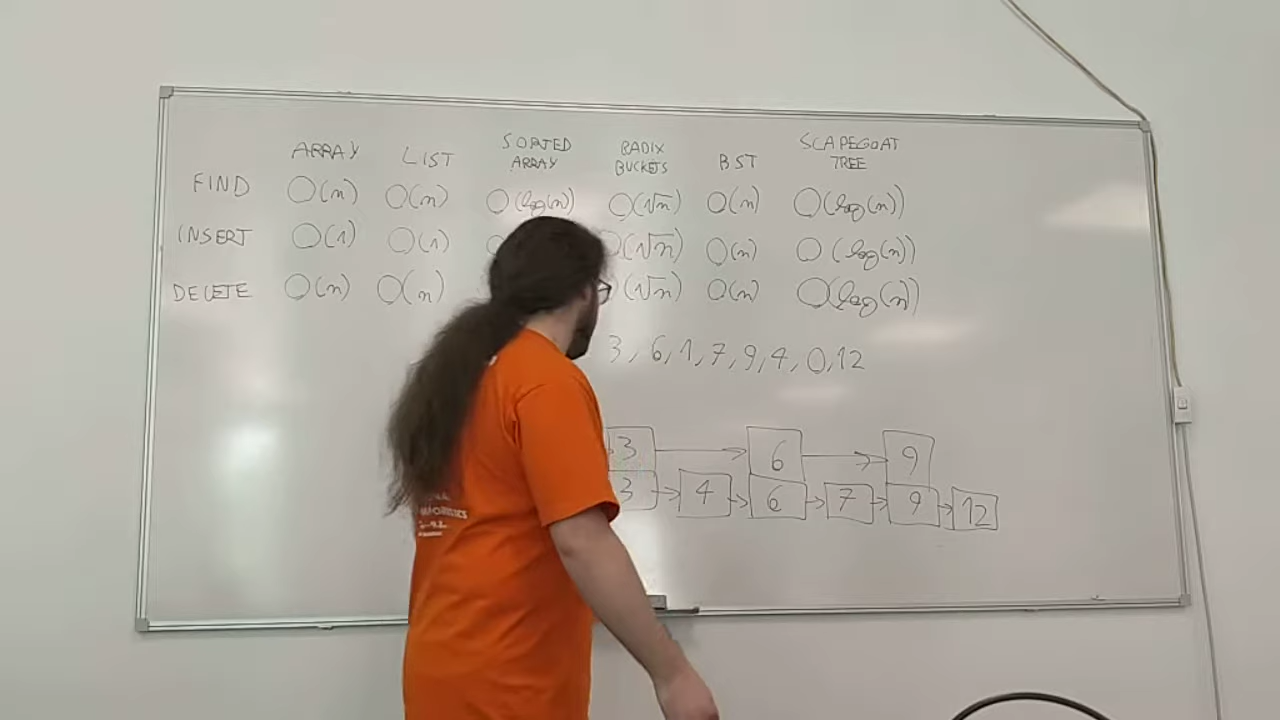 ARRAY LIST SORTED ARRAY RADIX BUCKETS BST SCAPEGOAT TREE
FIND O(n) O(n) O(log(n)) O(√n) O(n) O(log(n))
INSERT O(1) O(1) O(√n) O(n) O(log(n))
DELETE O(n) O(n) (√n) O(n) O(log(n))
3, 6, 1, 7, 9, 4, 0, 12
3 6 9
3 4 6 7 9 12